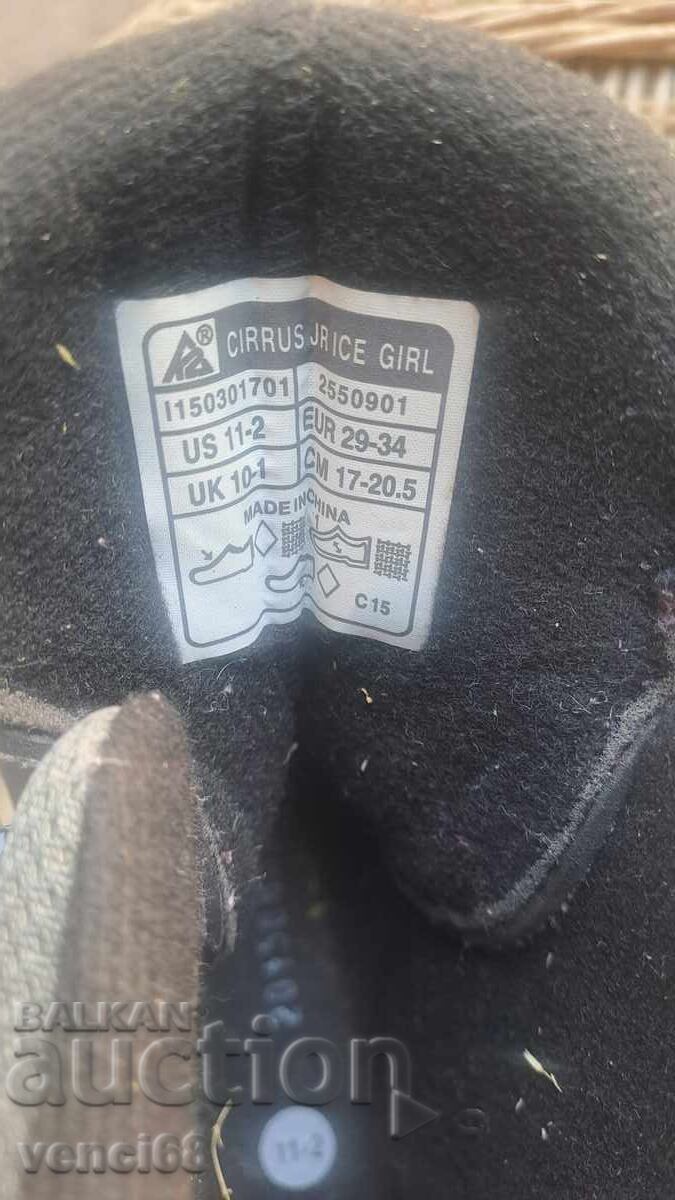 K2® CIRRUS JR ICE GIRL
I150301701 2550901
US 11-2 EUR 29-34
UK 10-1 CM 17-20.5
MADE IN CHINA
C15
BALKAN
auction
venci68
11-2